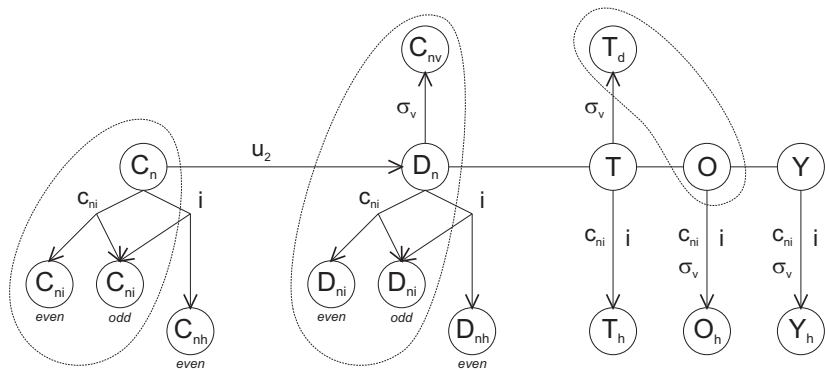 C_nv T_d
σ_v σ_v
C_n u_2 D_n T O Y
c_ni i c_ni i c_ni i c_ni i c_ni i
σ_v σ_v
C_ni C_ni D_ni D_ni
even odd even odd
C_nh D_nh T_h O_h Y_h
even even